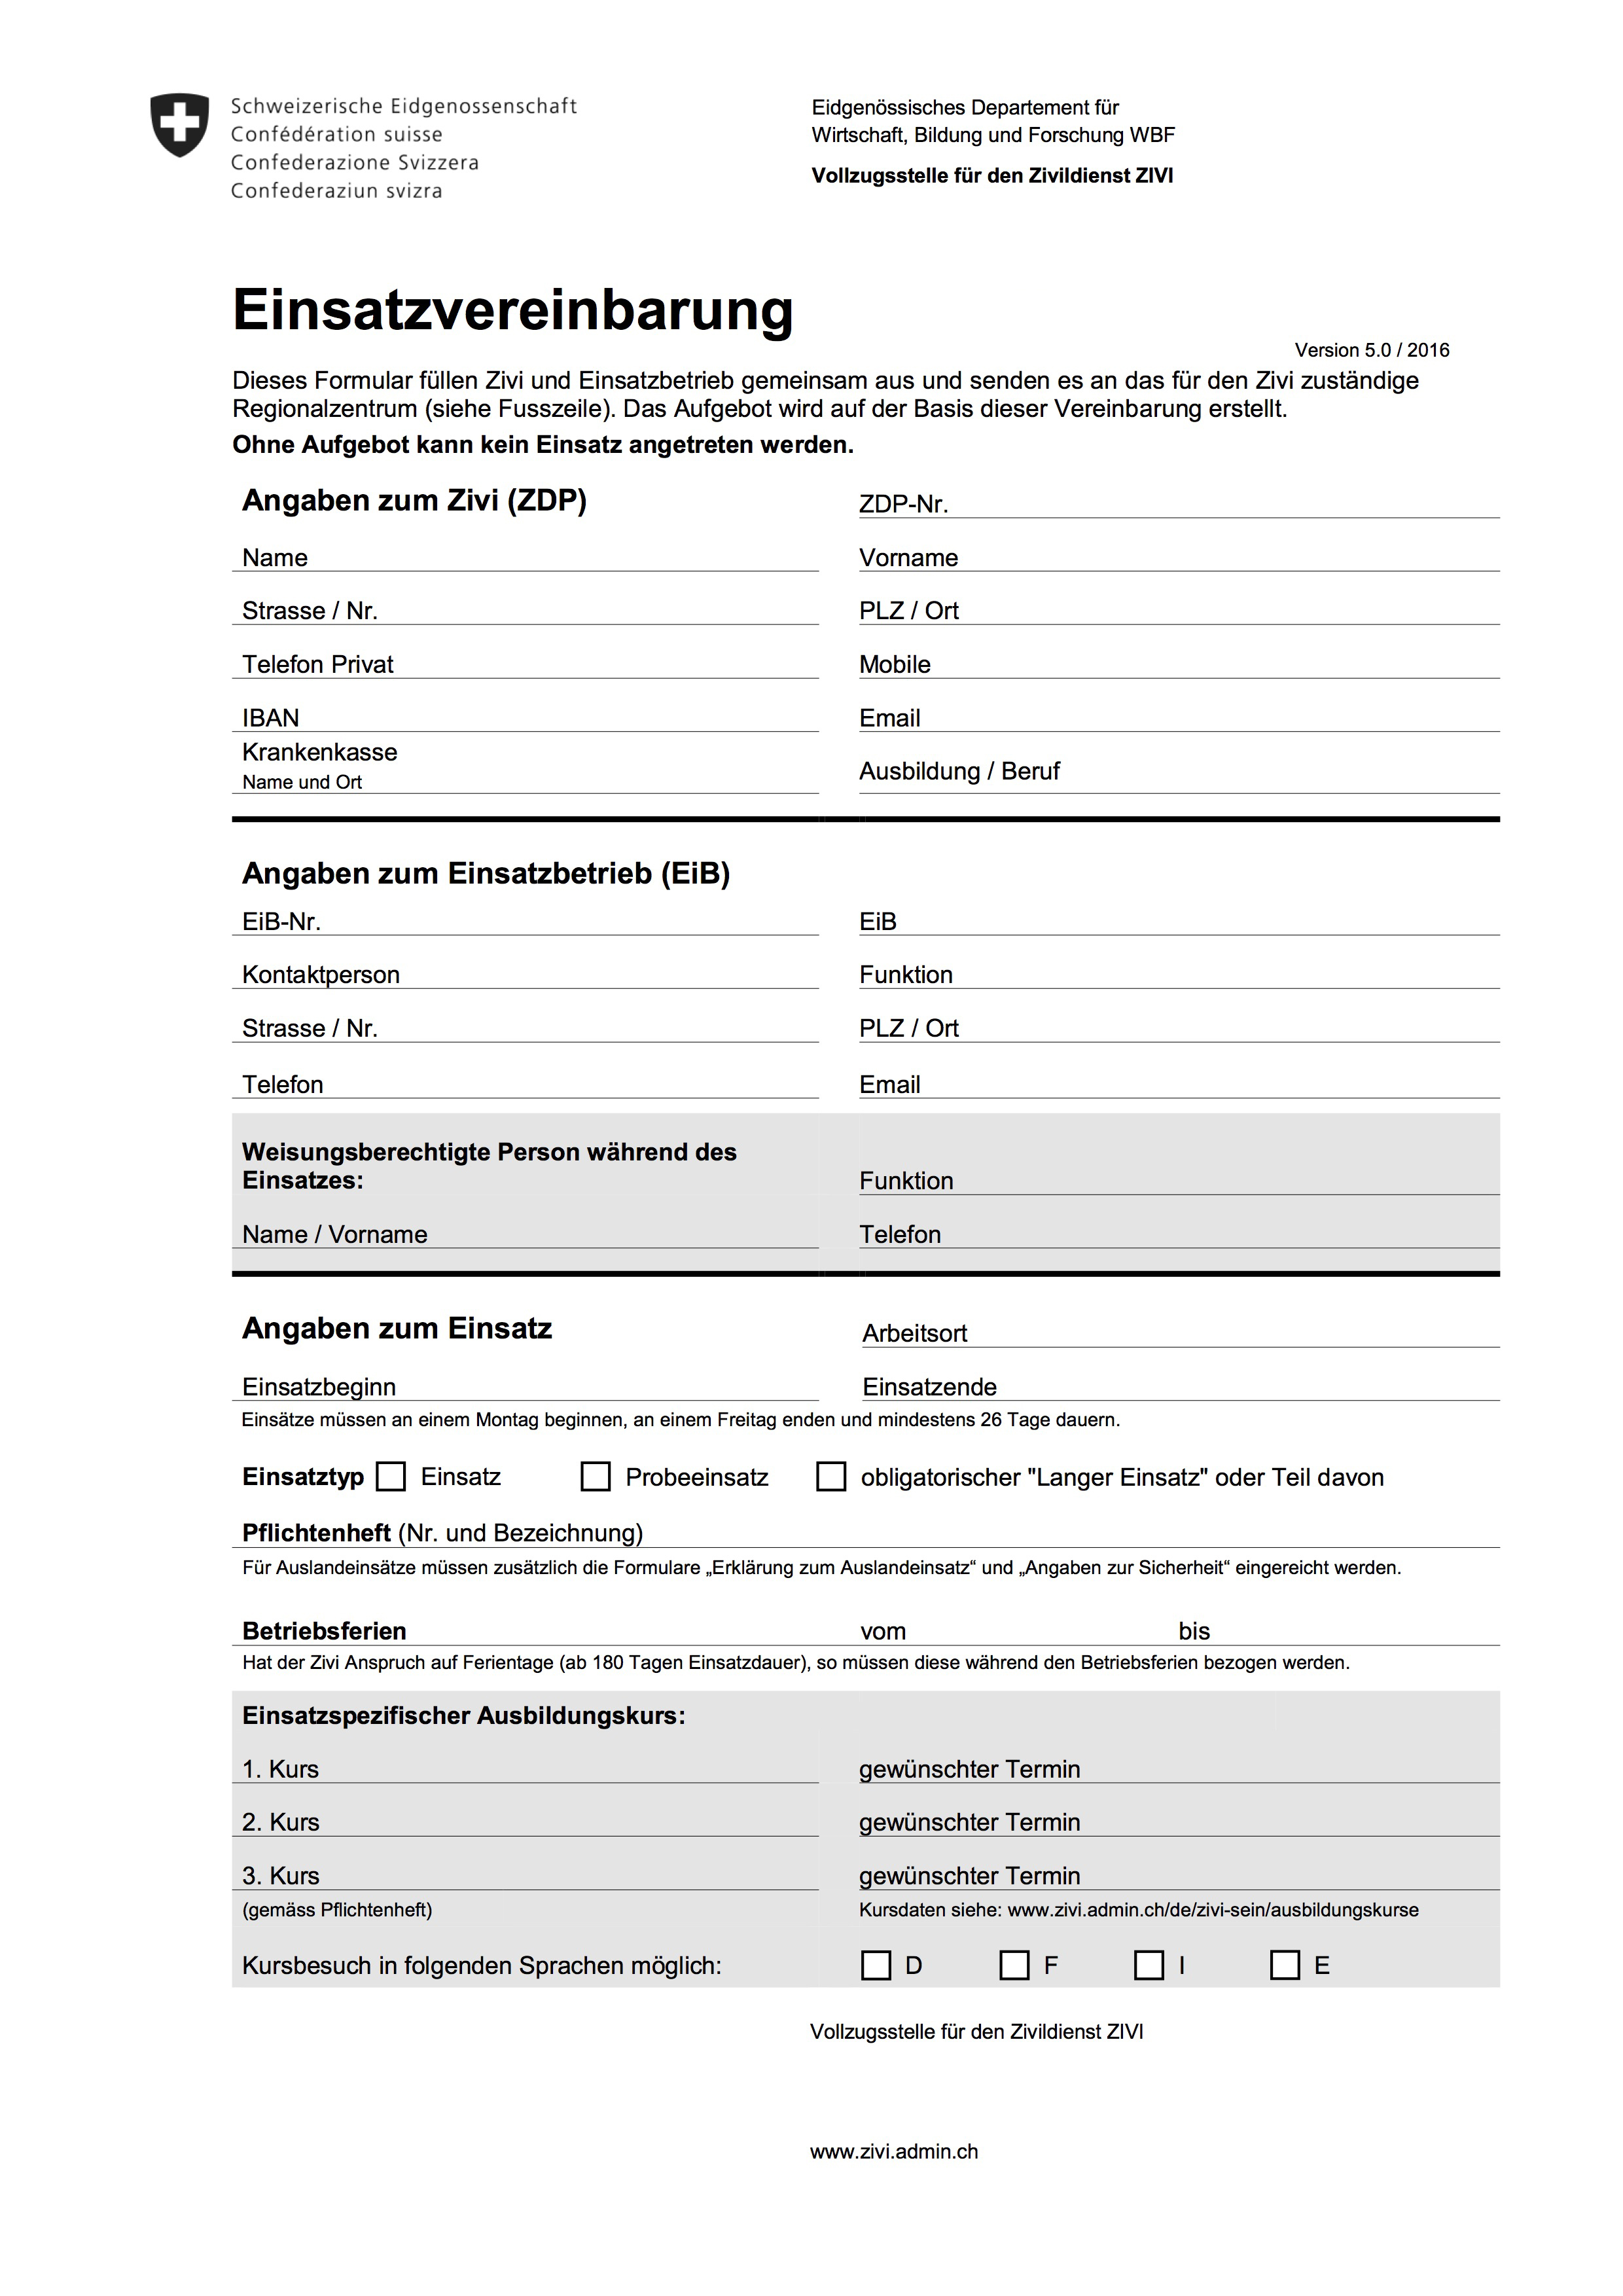 Schweizerische Eidgenossenschaft
Confédération suisse
Confederazione Svizzera
Confederaziun svizra
Eidgenössisches Departement für
Wirtschaft, Bildung und Forschung WBF
Vollzugsstelle für den Zivildienst ZIVI
Einsatzvereinbarung
Version 5.0 / 2016
Dieses Formular füllen Zivi und Einsatzbetrieb gemeinsam aus und senden es an das für den Zivi zuständige
Regionalzentrum (siehe Fusszeile). Das Aufgebot wird auf der Basis dieser Vereinbarung erstellt.
Ohne Aufgebot kann kein Einsatz angetreten werden.
Angaben zum Zivi (ZDP) ZDP-Nr.
Name Vorname
Strasse / Nr. PLZ / Ort
Telefon Privat Mobile
IBAN Email
Krankenkasse
Name und Ort
Ausbildung / Beruf
Angaben zum Einsatzbetrieb (EiB)
EiB-Nr. EiB
Kontaktperson Funktion
Strasse / Nr. PLZ / Ort
Telefon Email
Weisungsberechtigte Person während des
Einsatzes: Funktion
Name / Vorname Telefon
Angaben zum Einsatz Arbeitsort
Einsatzbeginn Einsatzende
Einsätze müssen an einem Montag beginnen, an einem Freitag enden und mindestens 26 Tage dauern.
Einsatztyp Einsatz Probeeinsatz obligatorischer "Langer Einsatz" oder Teil davon
Pflichtenheft (Nr. und Bezeichnung)
Für Auslandeinsätze müssen zusätzlich die Formulare „Erklärung zum Auslandeinsatz“ und „Angaben zur Sicherheit“ eingereicht werden.
Betriebsferien vom bis
Hat der Zivi Anspruch auf Ferientage (ab 180 Tagen Einsatzdauer), so müssen diese während den Betriebsferien bezogen werden.
Einsatzspezifischer Ausbildungskurs:
1. Kurs gewünschter Termin
2. Kurs gewünschter Termin
3. Kurs gewünschter Termin
(gemäss Pflichtenheft) Kursdaten siehe: www.zivi.admin.ch/de/zivi-sein/ausbildungskurse
Kursbesuch in folgenden Sprachen möglich: D F I E
Vollzugsstelle für den Zivildienst ZIVI
www.zivi.admin.ch